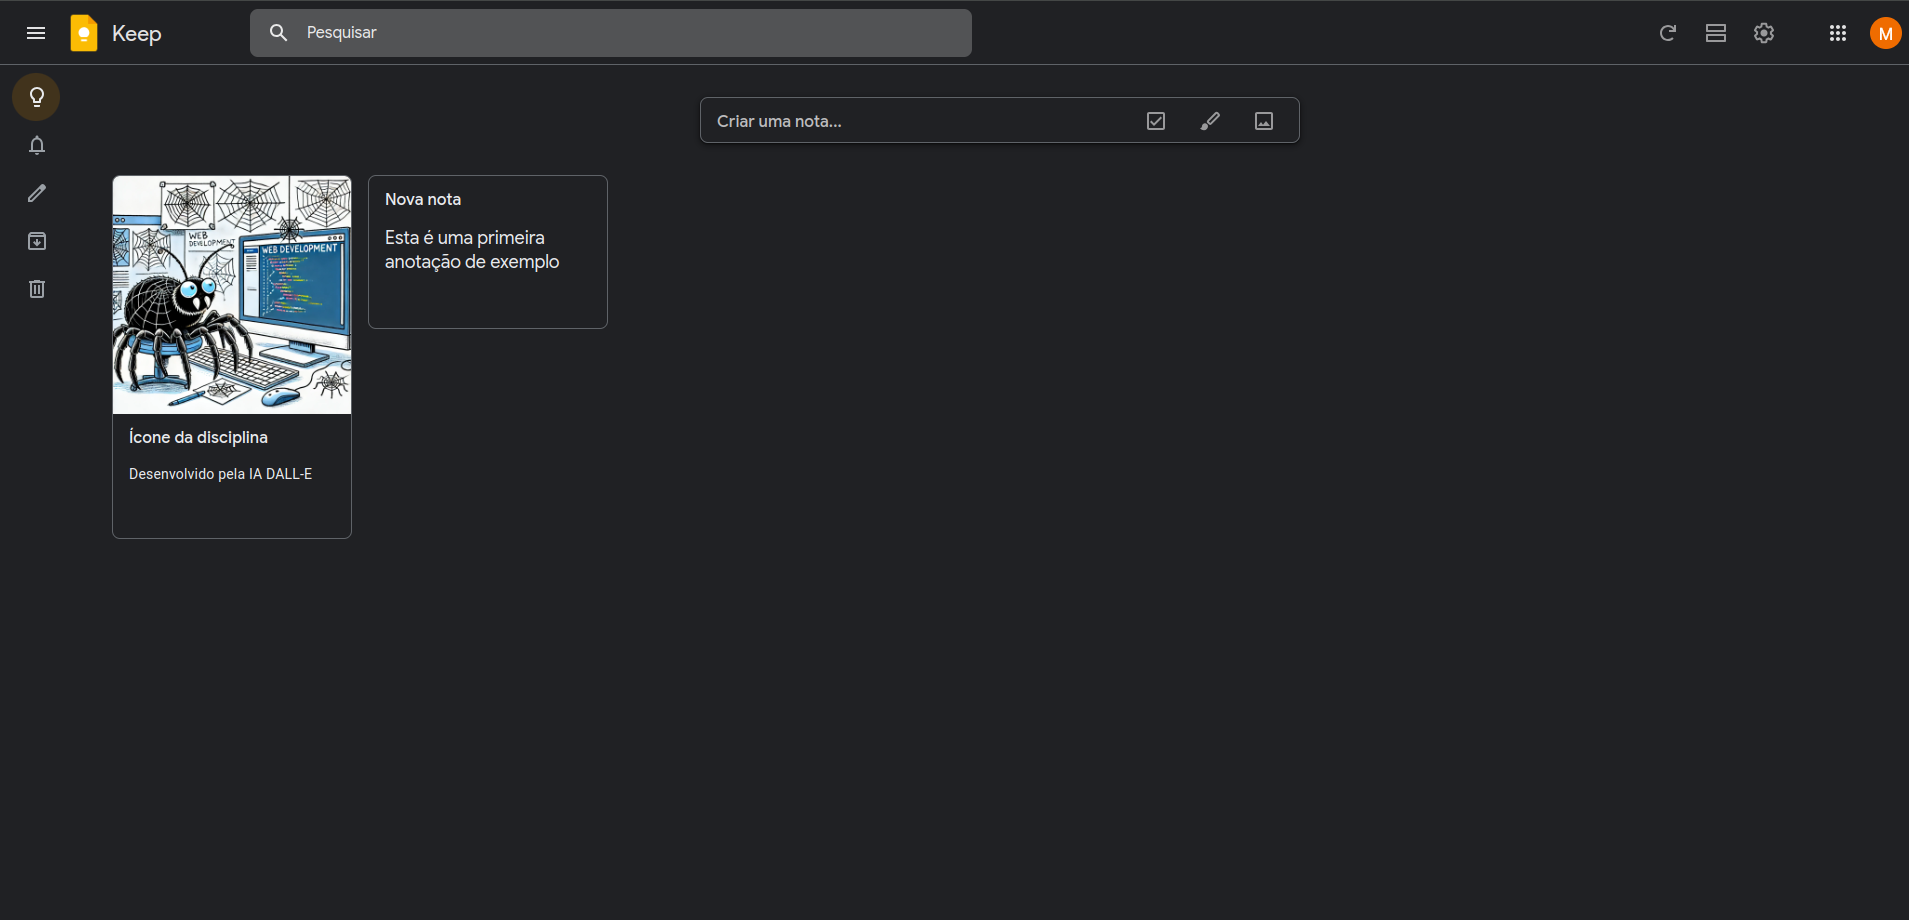 Keep
Pesquisar
M
Criar uma nota...
WEB
DEVELOPMENT
WEB DEVELOPMENT
Ícone da disciplina
Desenvolvido pela IA DALL-E
Nova nota
Esta é uma primeira
anotação de exemplo